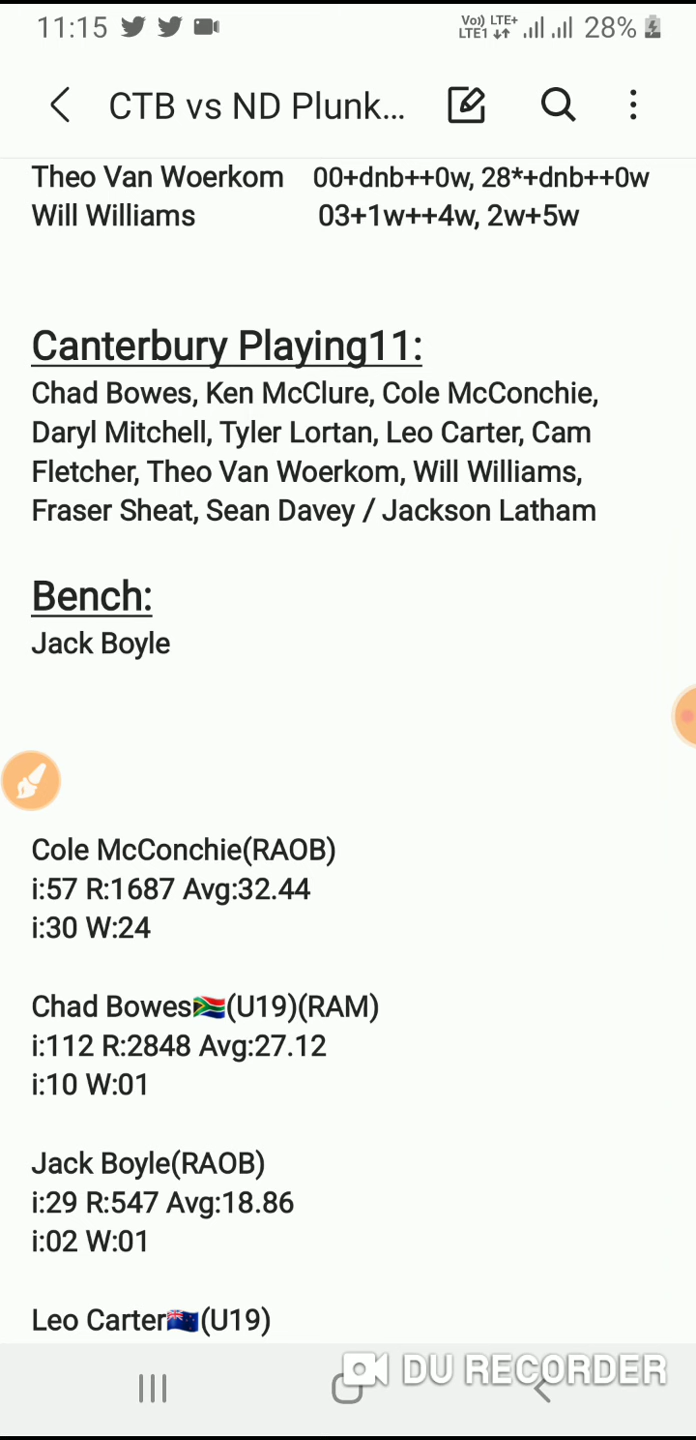 11:15 Vo)) LTE+ LTE1 28%
CTB vs ND Plunk...
Theo Van Woerkom 00+dnb++0w, 28*+dnb++0w
Will Williams 03+1w++4w, 2w+5w
Canterbury Playing11:
Chad Bowes, Ken McClure, Cole McConchie,
Daryl Mitchell, Tyler Lortan, Leo Carter, Cam
Fletcher, Theo Van Woerkom, Will Williams,
Fraser Sheat, Sean Davey / Jackson Latham
Bench:
Jack Boyle
Cole McConchie(RAOB)
i:57 R:1687 Avg:32.44
i:30 W:24
Chad Bowes🇿🇦(U19)(RAM)
i:112 R:2848 Avg:27.12
i:10 W:01
Jack Boyle(RAOB)
i:29 R:547 Avg:18.86
i:02 W:01
Leo Carter🇳🇿(U19)
DU RECORDER